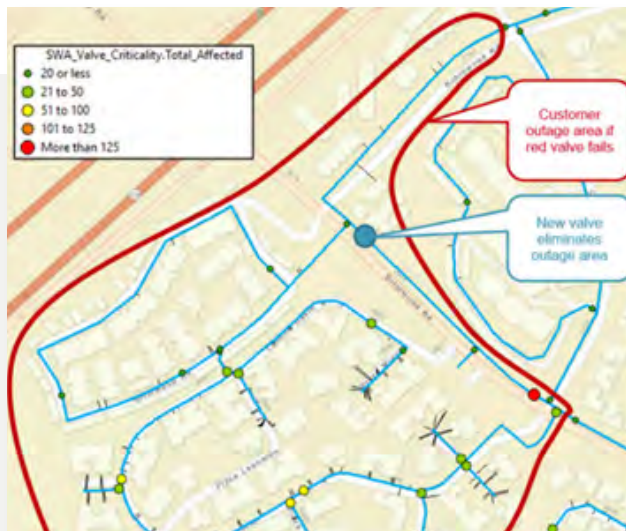 SWA_Valve_Criticality.Total_Affected
20 or less
21 to 50
51 to 100
101 to 125
More than 125
Customer
outage area if
red valve fails
New valve
eliminates
outage area